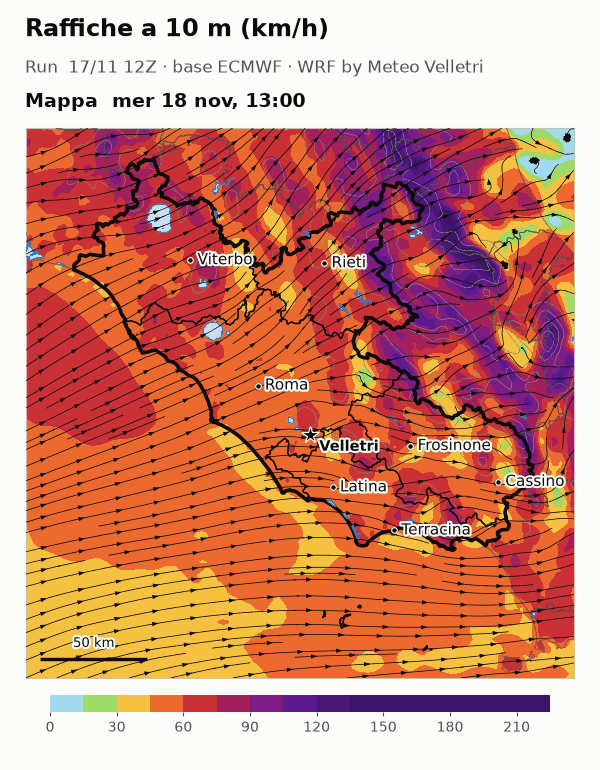 Raffiche a 10 m (km/h)
Run  17/11 12Z · base ECMWF · WRF by Meteo Velletri
Mappa  mer 18 nov, 13:00
Viterbo
Rieti
Roma
Velletri
Frosinone
Latina
Cassino
Terracina
50 km
0 30 60 90 120 150 180 210